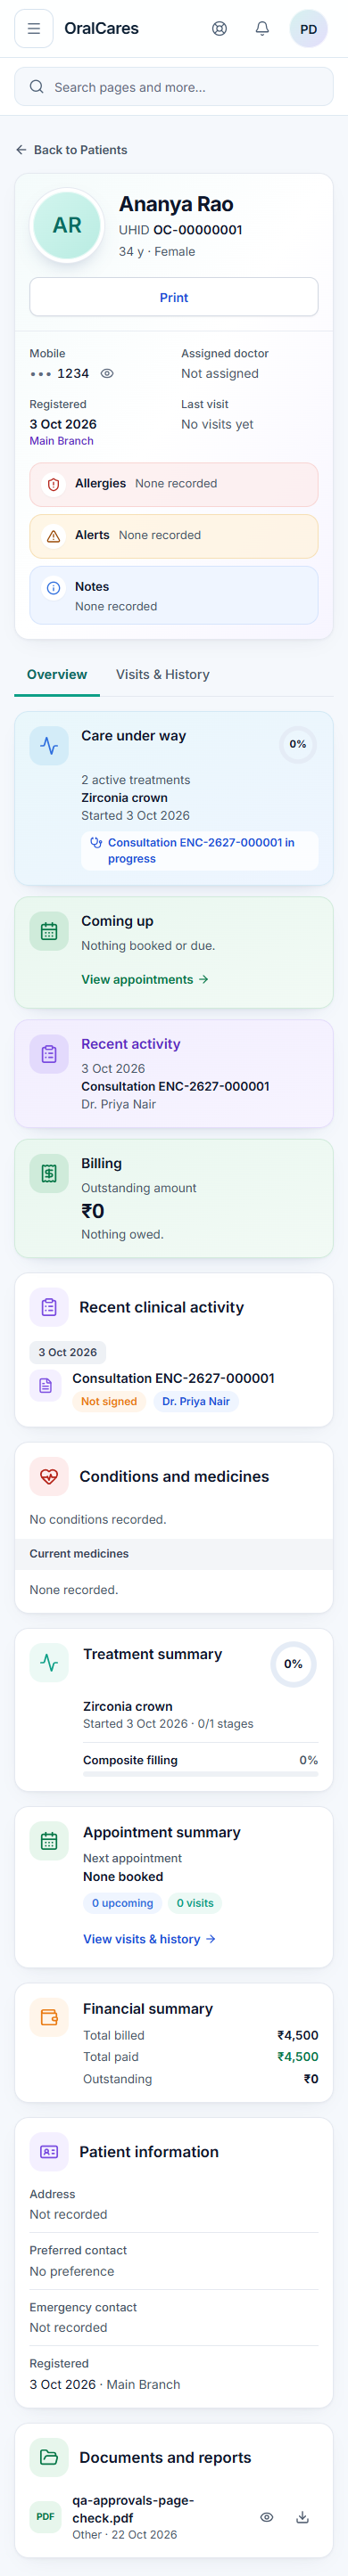 OralCares
PD
Search pages and more...
Back to Patients
AR
Ananya Rao
UHID OC-00000001
34 y · Female
Print
Mobile
••• 1234
Assigned doctor
Not assigned
Registered
3 Oct 2026
Main Branch
Last visit
No visits yet
Allergies None recorded
Alerts None recorded
Notes
None recorded
Overview
Visits & History
Care under way
0%
2 active treatments
Zirconia crown
Started 3 Oct 2026
Consultation ENC-2627-000001 in
progress
Coming up
Nothing booked or due.
View appointments →
Recent activity
3 Oct 2026
Consultation ENC-2627-000001
Dr. Priya Nair
Billing
Outstanding amount
₹0
Nothing owed.
Recent clinical activity
3 Oct 2026
Consultation ENC-2627-000001
Not signed
Dr. Priya Nair
Conditions and medicines
No conditions recorded.
Current medicines
None recorded.
Treatment summary
0%
Zirconia crown
Started 3 Oct 2026 · 0/1 stages
Composite filling 0%
Appointment summary
Next appointment
None booked
0 upcoming
0 visits
View visits & history →
Financial summary
Total billed ₹4,500
Total paid ₹4,500
Outstanding ₹0
Patient information
Address
Not recorded
Preferred contact
No preference
Emergency contact
Not recorded
Registered
3 Oct 2026 · Main Branch
Documents and reports
PDF
qa-approvals-page-
check.pdf
Other · 22 Oct 2026